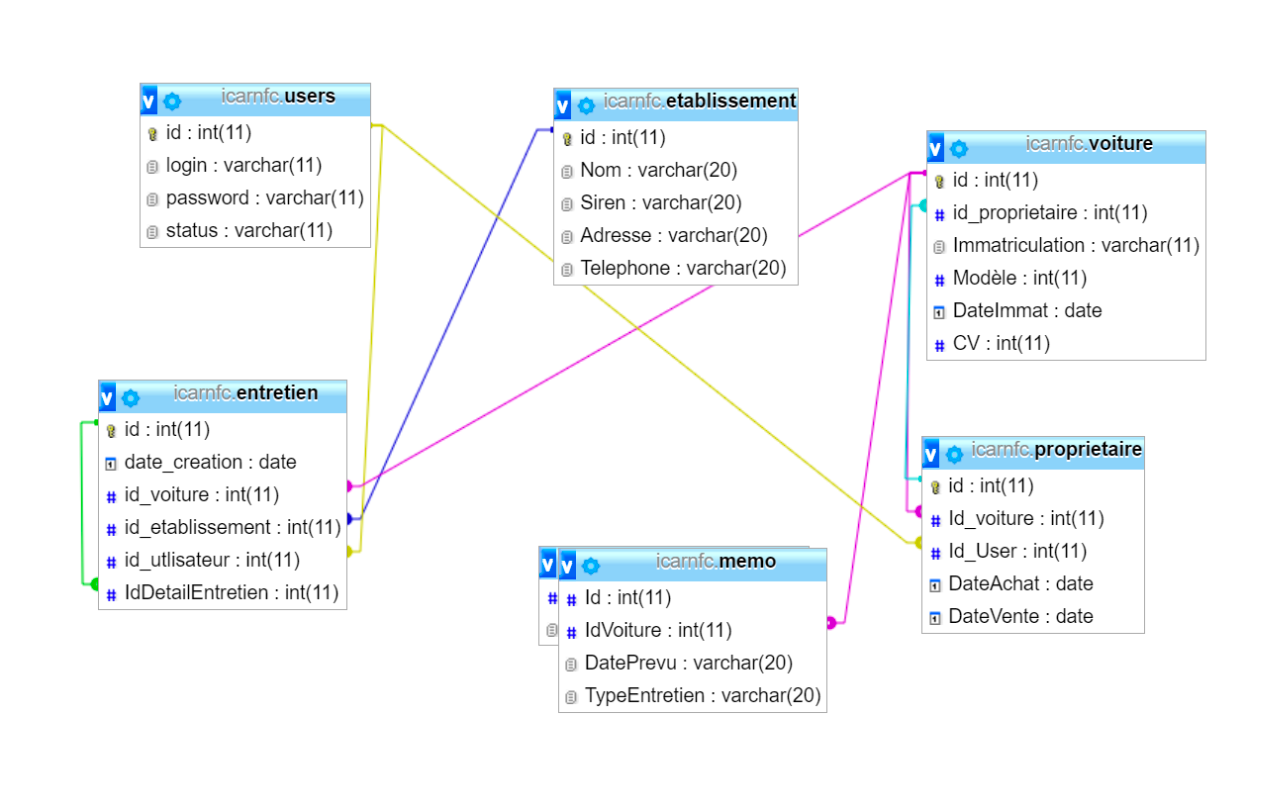 icarnfc.users
id : int(11)
login : varchar(11)
password : varchar(11)
status : varchar(11)
icarnfc.etablissement
id : int(11)
Nom : varchar(20)
Siren : varchar(20)
Adresse : varchar(20)
Telephone : varchar(20)
icarnfc.voiture
id : int(11)
id_proprietaire : int(11)
Immatriculation : varchar(11)
Modèle : int(11)
DateImmat : date
CV : int(11)
icarnfc.entretien
id : int(11)
date_creation : date
id_voiture : int(11)
id_etablissement : int(11)
id_utlisateur : int(11)
IdDetailEntretien : int(11)
icarnfc.memo
Id : int(11)
IdVoiture : int(11)
DatePrevu : varchar(20)
TypeEntretien : varchar(20)
icarnfc.proprietaire
id : int(11)
Id_voiture : int(11)
Id_User : int(11)
DateAchat : date
DateVente : date